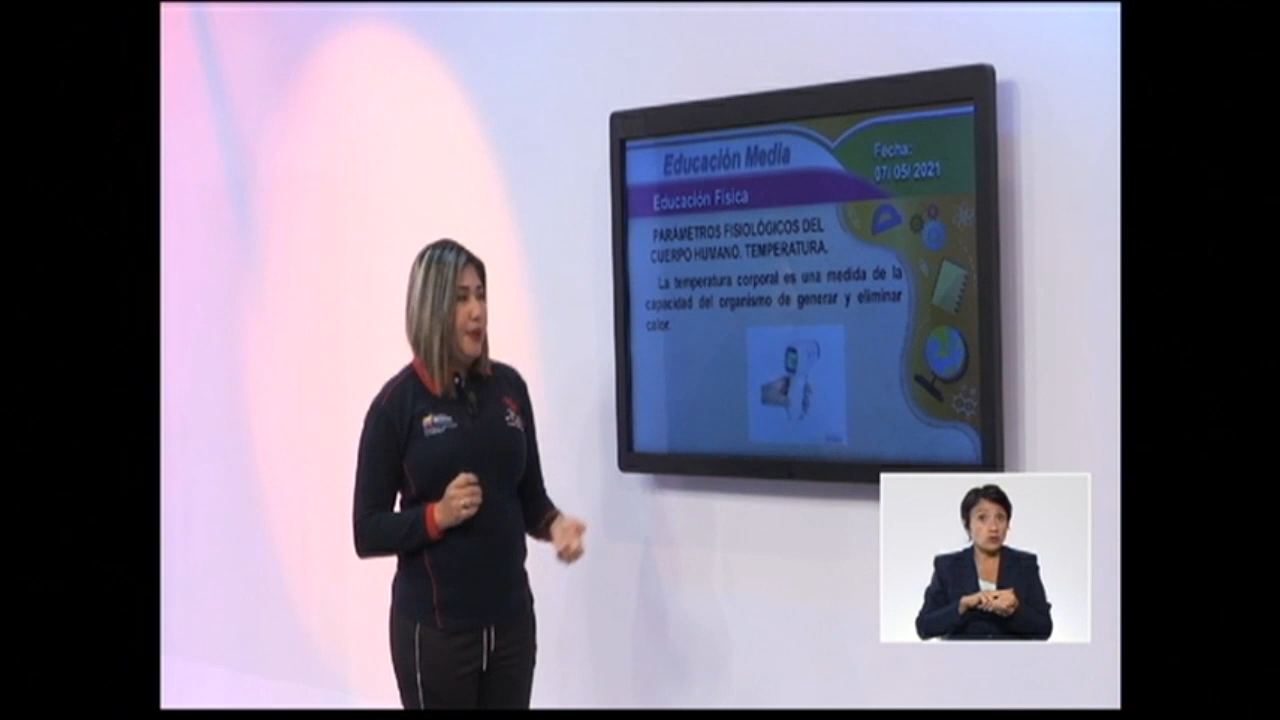 Educación Media
Fecha:
07/ 05/ 2021
Educación Física
PARÁMETROS FISIOLÓGICOS DEL
CUERPO HUMANO. TEMPERATURA.
La temperatura corporal es una medida de la
capacidad del organismo de generar y eliminar
calor.